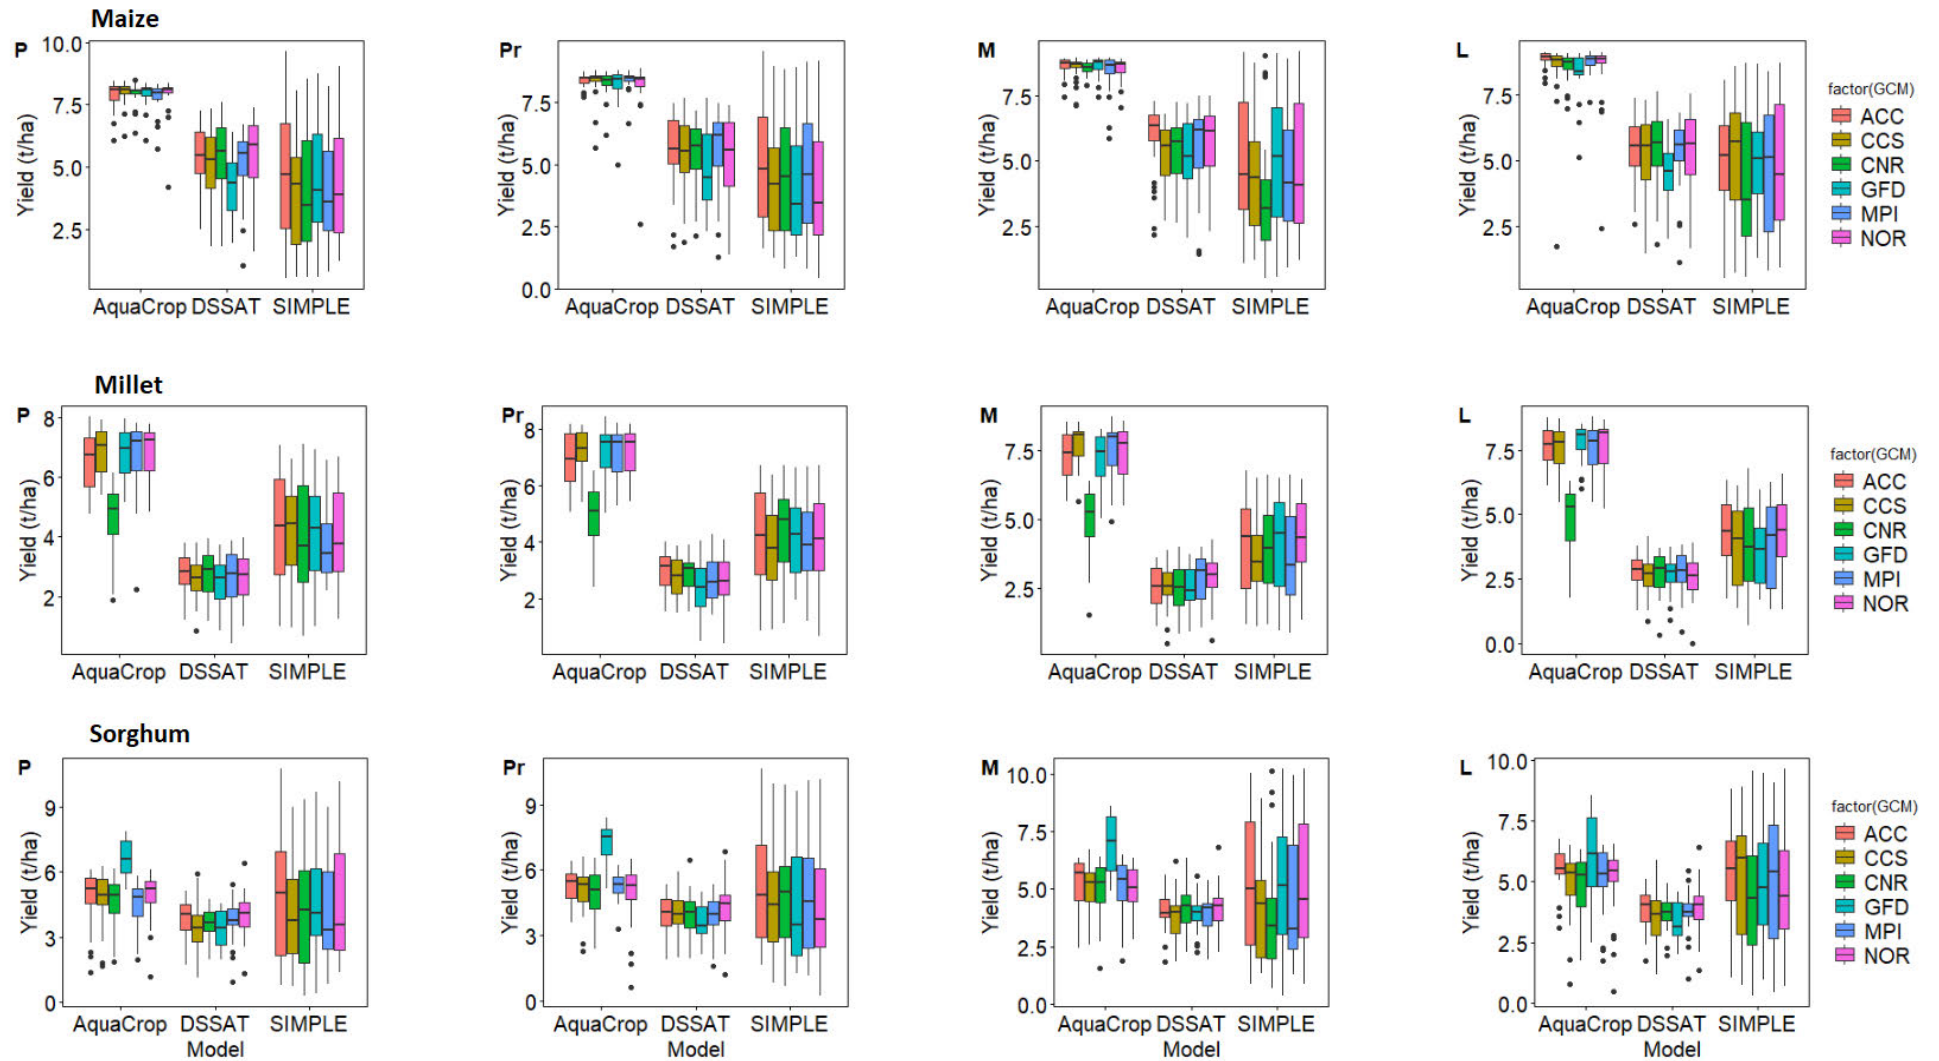 Maize
P
10.0
7.5
5.0
2.5
Yield (t/ha)
AquaCrop DSSAT SIMPLE
Pr
7.5
5.0
2.5
0.0
Yield (t/ha)
AquaCrop DSSAT SIMPLE
M
7.5
5.0
2.5
Yield (t/ha)
AquaCrop DSSAT SIMPLE
L
7.5
5.0
2.5
Yield (t/ha)
AquaCrop DSSAT SIMPLE
factor(GCM)
ACC
CCS
CNR
GFD
MPI
NOR
Millet
P
8
6
4
2
Yield (t/ha)
AquaCrop DSSAT SIMPLE
Pr
8
6
4
2
Yield (t/ha)
AquaCrop DSSAT SIMPLE
M
7.5
5.0
2.5
Yield (t/ha)
AquaCrop DSSAT SIMPLE
L
7.5
5.0
2.5
0.0
Yield (t/ha)
AquaCrop DSSAT SIMPLE
factor(GCM)
ACC
CCS
CNR
GFD
MPI
NOR
Sorghum
P
9
6
3
0
Yield (t/ha)
AquaCrop DSSAT SIMPLE
Model
Pr
9
6
3
0
Yield (t/ha)
AquaCrop DSSAT SIMPLE
Model
M
10.0
7.5
5.0
2.5
0.0
Yield (t/ha)
AquaCrop DSSAT SIMPLE
Model
L
10.0
7.5
5.0
2.5
0.0
Yield (t/ha)
AquaCrop DSSAT SIMPLE
Model
factor(GCM)
ACC
CCS
CNR
GFD
MPI
NOR